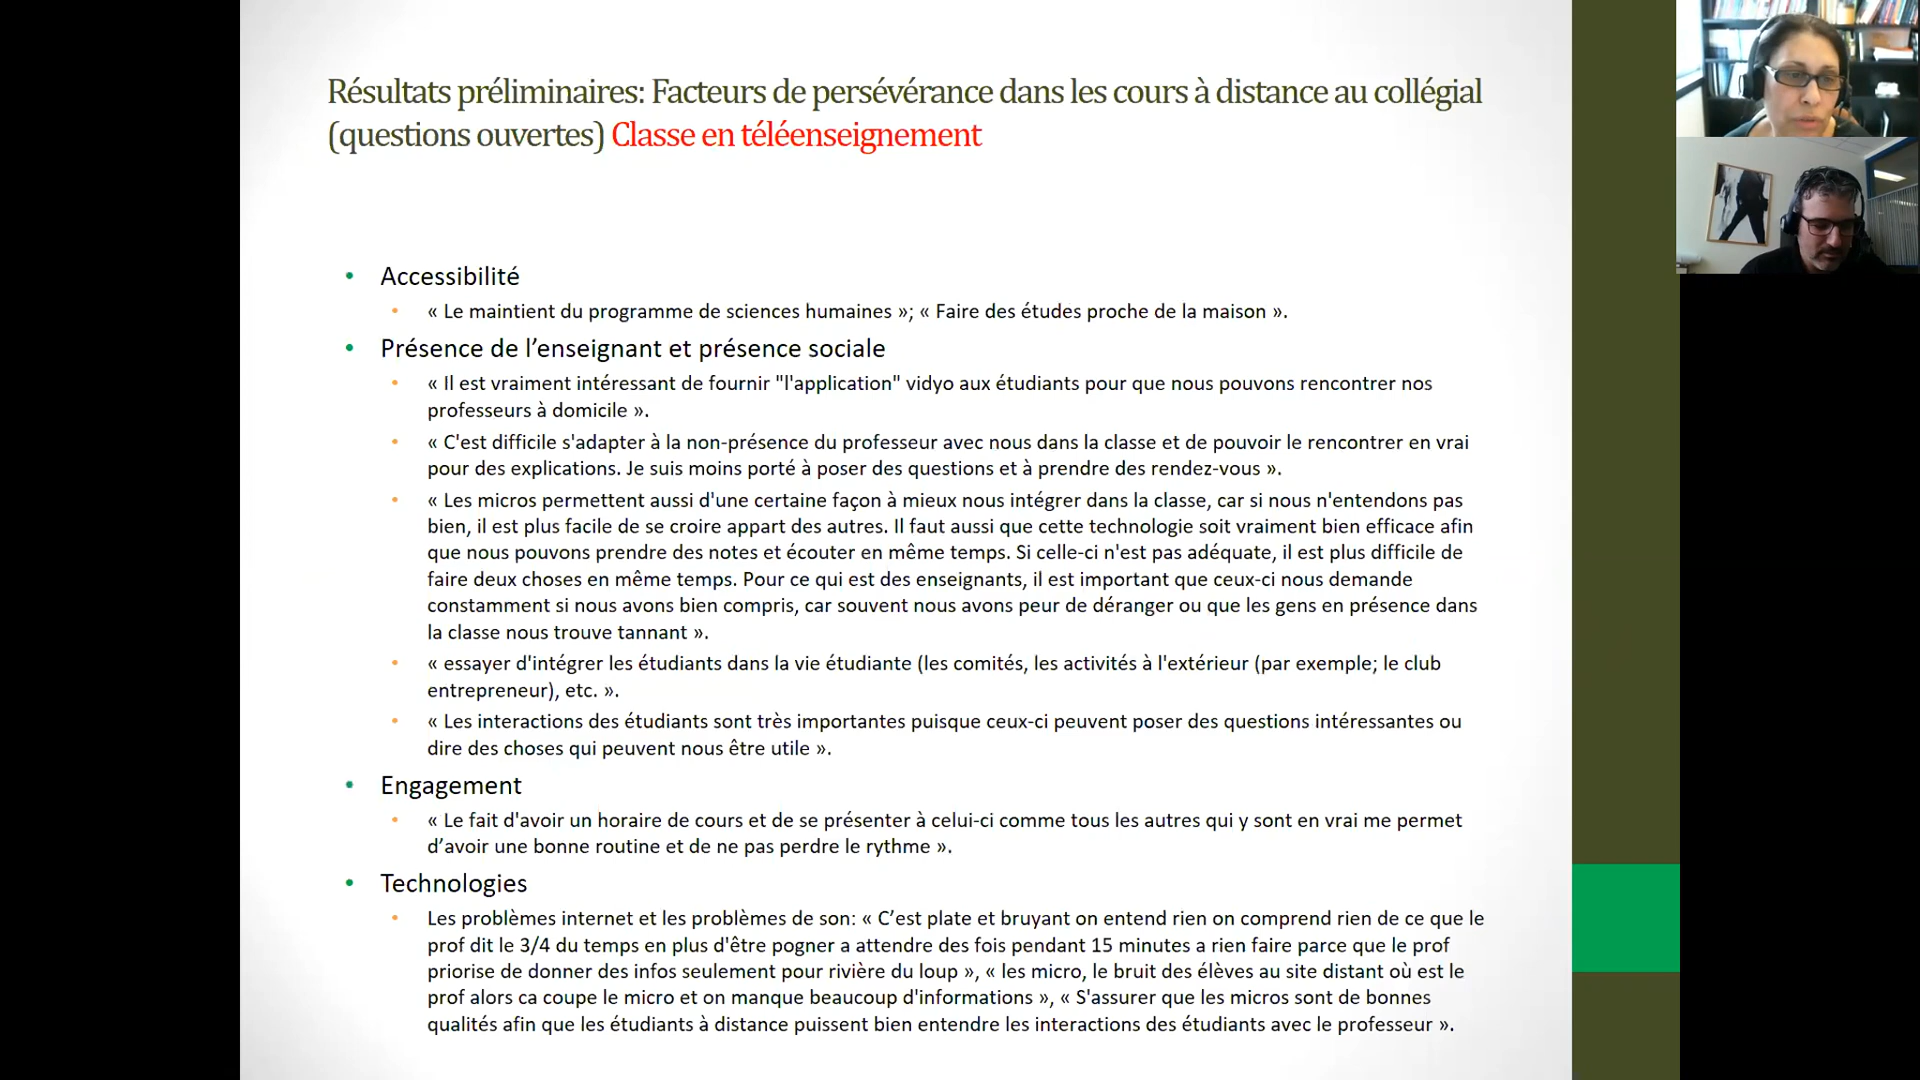 Résultats préliminaires: Facteurs de persévérance dans les cours à distance au collégial
(questions ouvertes) Classe en téléenseignement
• Accessibilité
• « Le maintient du programme de sciences humaines »; « Faire des études proche de la maison ».
• Présence de l’enseignant et présence sociale
• « Il est vraiment intéressant de fournir "l'application" vidyo aux étudiants pour que nous pouvons rencontrer nos
professeurs à domicile ».
• « C'est difficile s'adapter à la non-présence du professeur avec nous dans la classe et de pouvoir le rencontrer en vrai
pour des explications. Je suis moins porté à poser des questions et à prendre des rendez-vous ».
• « Les micros permettent aussi d'une certaine façon à mieux nous intégrer dans la classe, car si nous n'entendons pas
bien, il est plus facile de se croire appart des autres. Il faut aussi que cette technologie soit vraiment bien efficace afin
que nous pouvons prendre des notes et écouter en même temps. Si celle-ci n'est pas adéquate, il est plus difficile de
faire deux choses en même temps. Pour ce qui est des enseignants, il est important que ceux-ci nous demande
constamment si nous avons bien compris, car souvent nous avons peur de déranger ou que les gens en présence dans
la classe nous trouve tannant ».
• « essayer d'intégrer les étudiants dans la vie étudiante (les comités, les activités à l'extérieur (par exemple; le club
entrepreneur), etc. ».
• « Les interactions des étudiants sont très importantes puisque ceux-ci peuvent poser des questions intéressantes ou
dire des choses qui peuvent nous être utile ».
• Engagement
• « Le fait d'avoir un horaire de cours et de se présenter à celui-ci comme tous les autres qui y sont en vrai me permet
d’avoir une bonne routine et de ne pas perdre le rythme ».
• Technologies
• Les problèmes internet et les problèmes de son: « C’est plate et bruyant on entend rien on comprend rien de ce que le
prof dit le 3/4 du temps en plus d'être pogner a attendre des fois pendant 15 minutes a rien faire parce que le prof
priorise de donner des infos seulement pour rivière du loup », « les micro, le bruit des élèves au site distant où est le
prof alors ca coupe le micro et on manque beaucoup d'informations », « S'assurer que les micros sont de bonnes
qualités afin que les étudiants à distance puissent bien entendre les interactions des étudiants avec le professeur ».